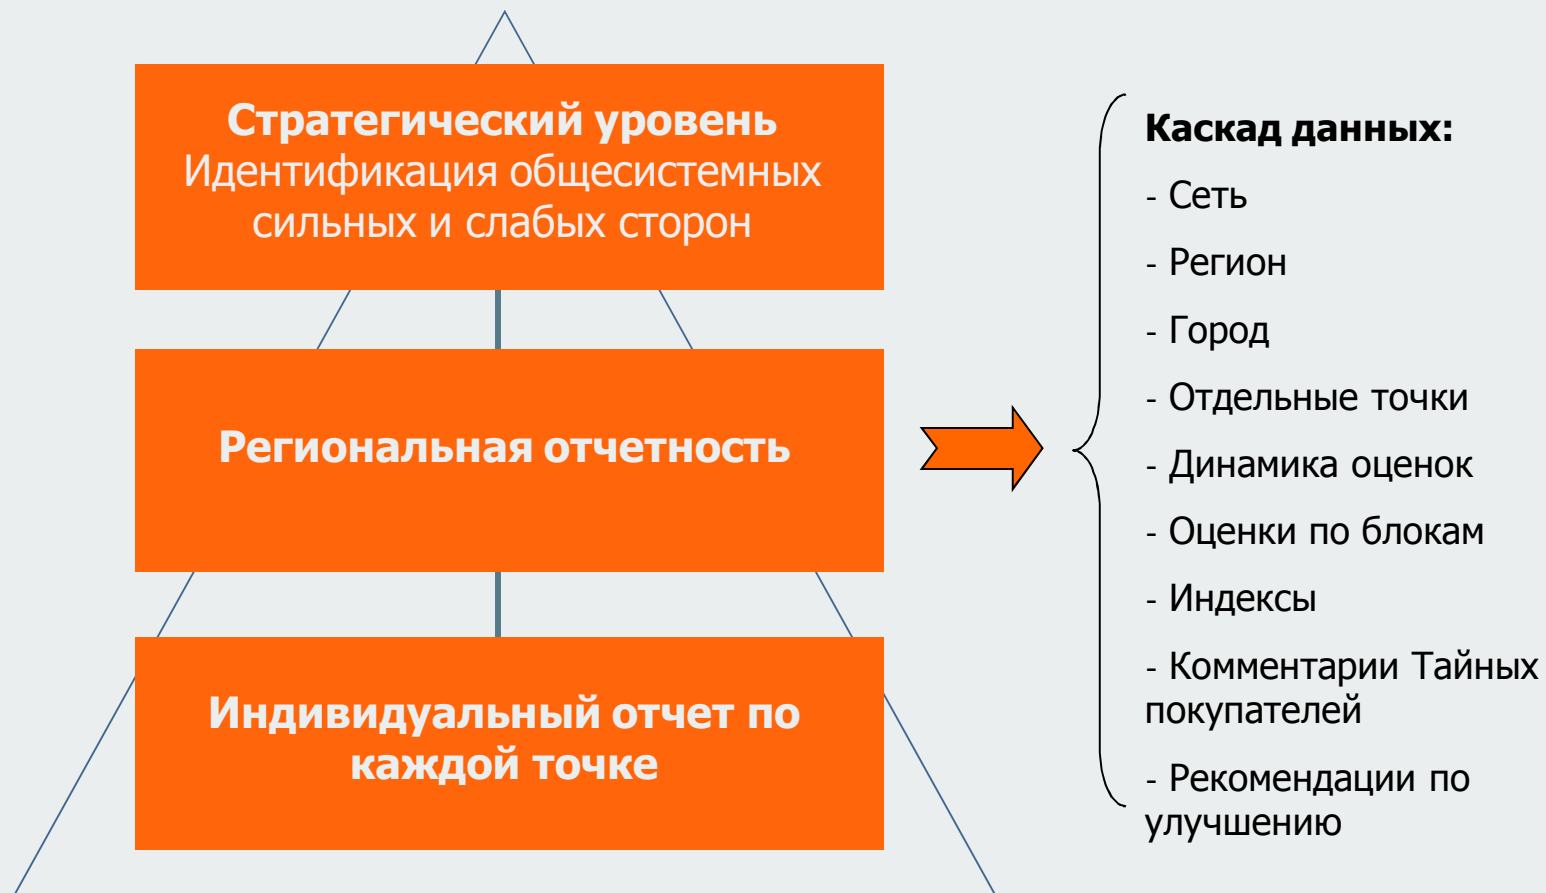 Стратегический уровень
Идентификация общесистемных
сильных и слабых сторон
Региональная отчетность
Индивидуальный отчет по
каждой точке
Каскад данных:
- Сеть
- Регион
- Город
- Отдельные точки
- Динамика оценок
- Оценки по блокам
- Индексы
- Комментарии Тайных
покупателей
- Рекомендации по
улучшению